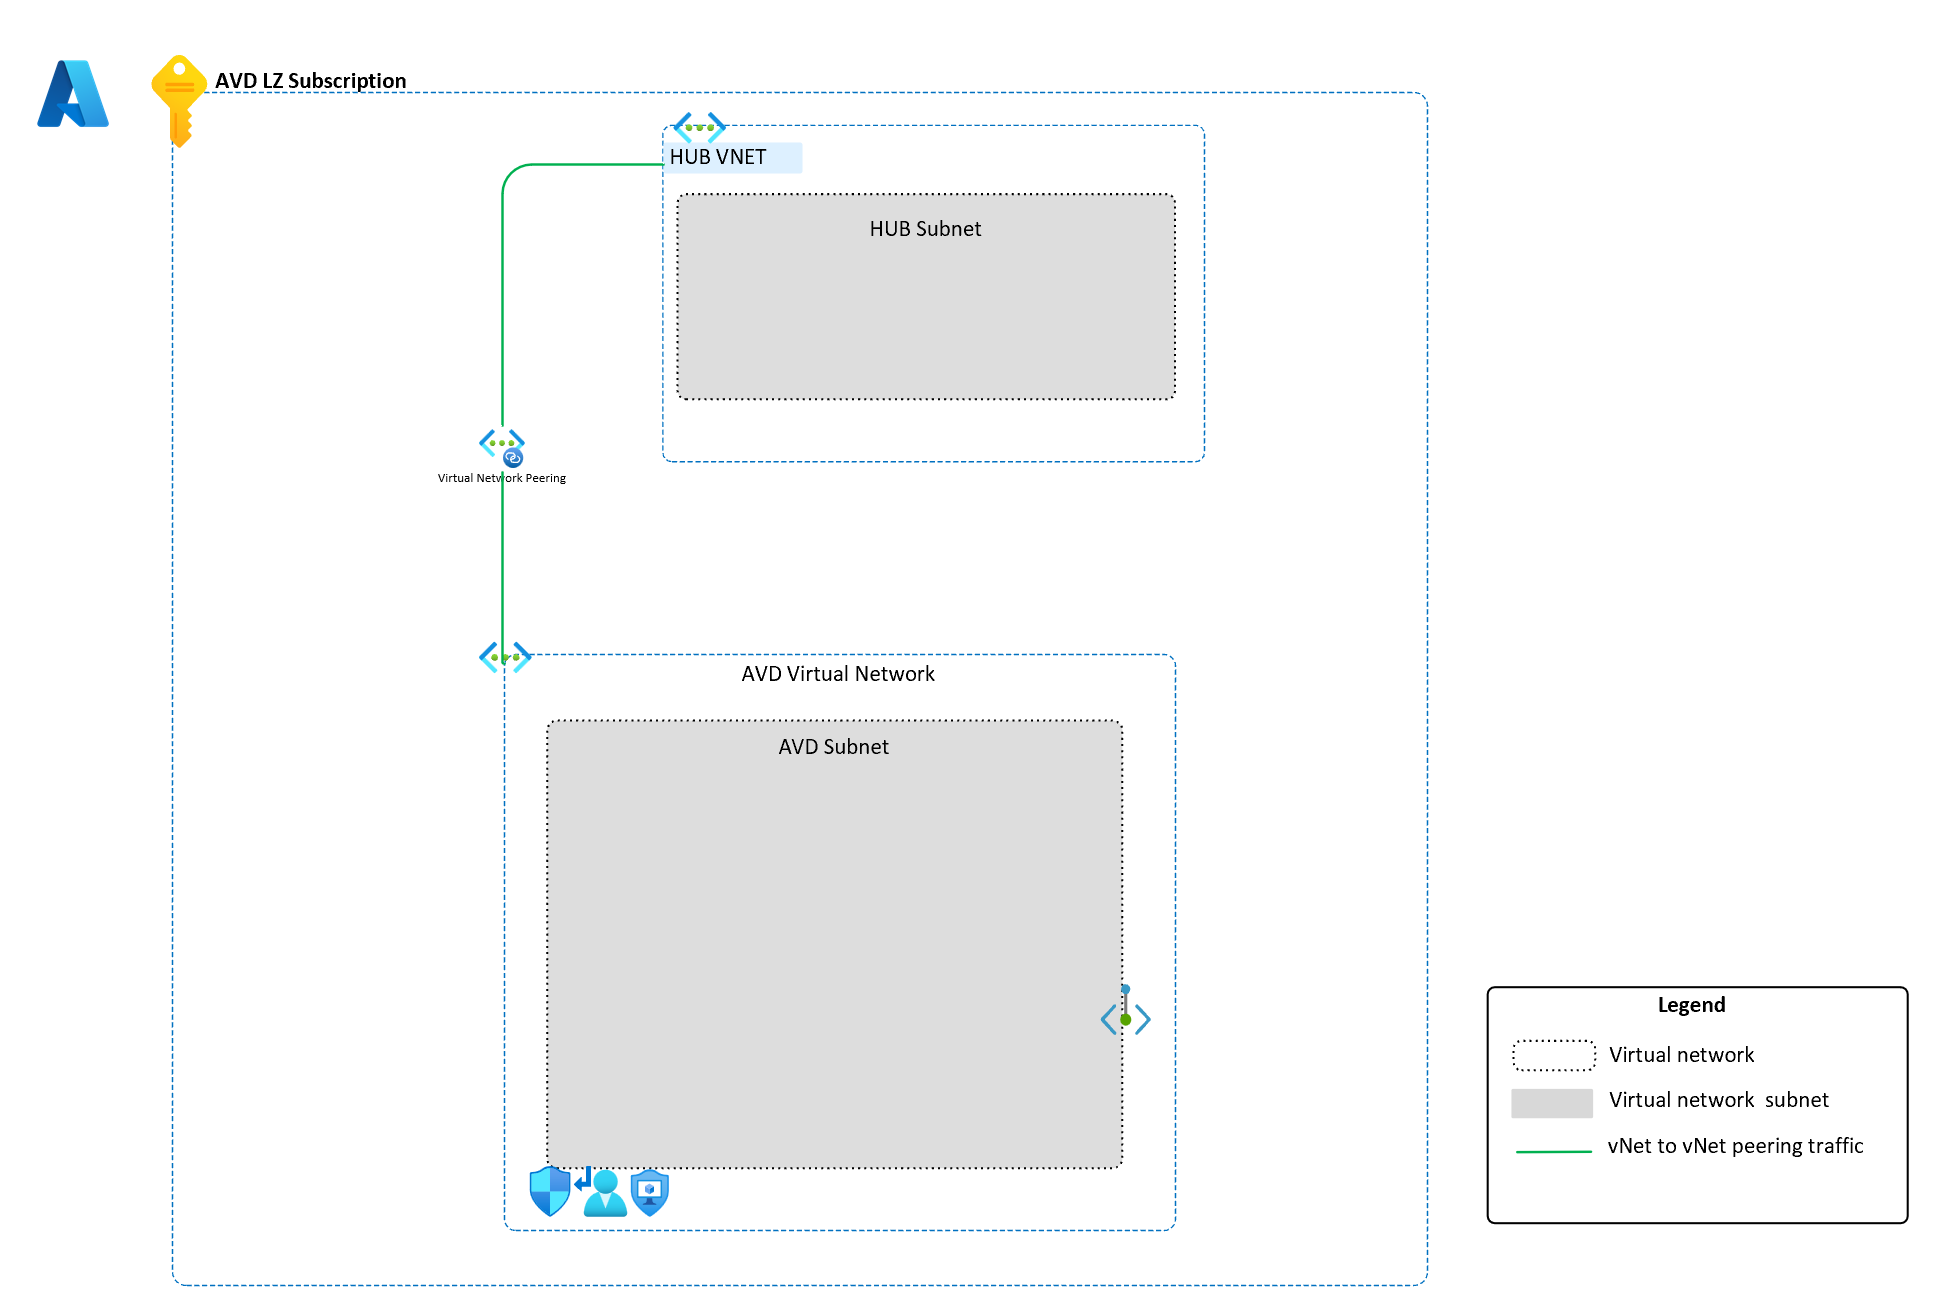 AVD LZ Subscription
HUB VNET
HUB Subnet
Virtual Network Peering
AVD Virtual Network
AVD Subnet
Legend
Virtual network
Virtual network  subnet
vNet to vNet peering traffic